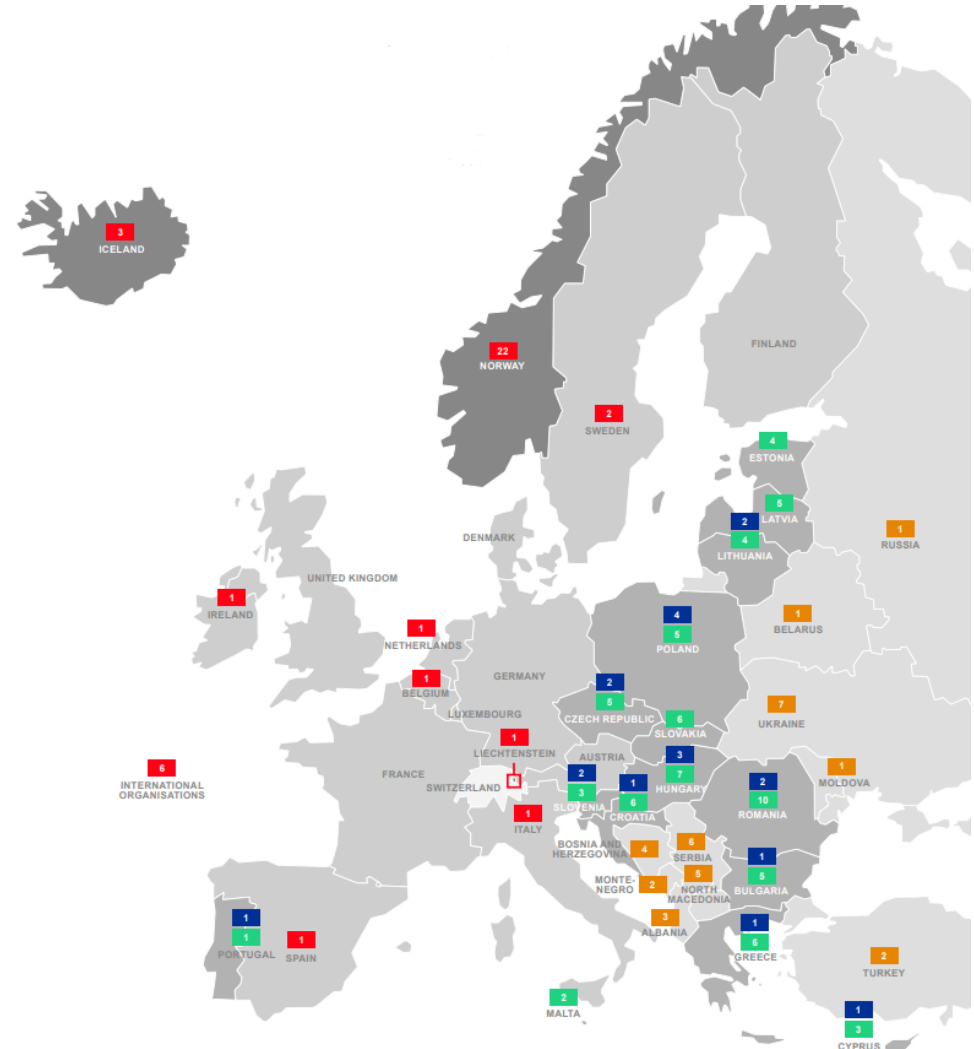 3
ICELAND
22
NORWAY
FINLAND
2
SWEDEN
4
ESTONIA
5
LATVIA
2
4
LITHUANIA
1
RUSSIA
DENMARK
UNITED KINGDOM
1
IRELAND
1
NETHERLANDS
1
BELGIUM
4
5
POLAND
1
BELARUS
GERMANY
2
5
CZECH REPUBLIC
LUXEMBOURG
6
SLOVAKIA
7
UKRAINE
1
LIECHTENSTEIN
AUSTRIA
6
INTERNATIONAL
ORGANISATIONS
FRANCE
SWITZERLAND
2
3
SLOVENIA
1
6
CROATIA
3
7
HUNGARY
2
10
ROMANIA
1
MOLDOVA
1
ITALY
BOSNIA AND
HERZEGOVINA
4
6
SERBIA
1
5
BULGARIA
MONTE-
NEGRO
2
5
NORTH
MACEDONIA
3
ALBANIA
1
6
GREECE
1
1
PORTUGAL
1
SPAIN
2
TURKEY
2
MALTA
1
3
CYPRUS